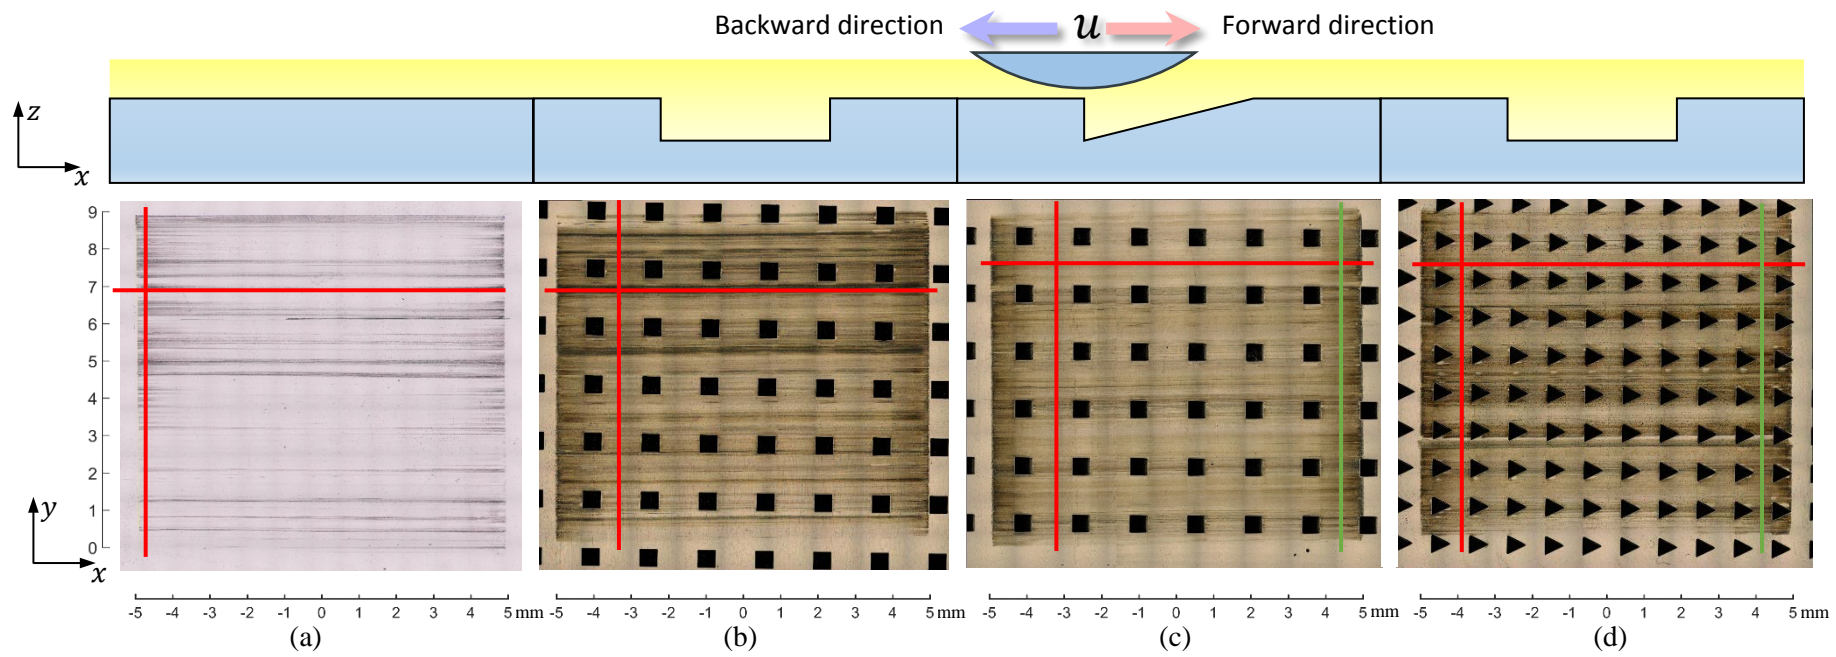 Backward direction u Forward direction
z
x
9
8
7
6
5
4
3
2
1
0
y
x
-5 -4 -3 -2 -1 0 1 2 3 4 5 mm
-5 -4 -3 -2 -1 0 1 2 3 4 5 mm
-5 -4 -3 -2 -1 0 1 2 3 4 5 mm
-5 -4 -3 -2 -1 0 1 2 3 4 5 mm
(a) (b) (c) (d)